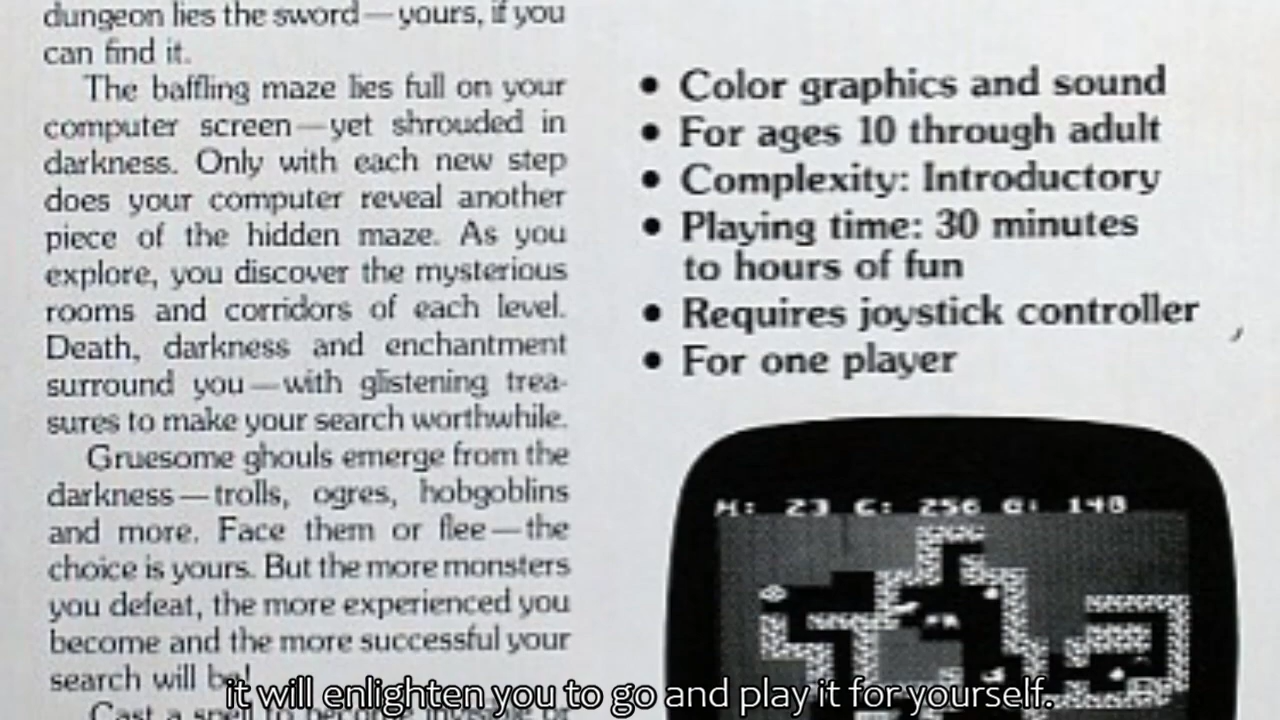 dungeon lies the sword—yours, if you
can find it.
The baffling maze lies full on your
computer screen—yet shrouded in
darkness. Only with each new step
does your computer reveal another
piece of the hidden maze. As you
explore, you discover the mysterious
rooms and corridors of each level.
Death, darkness and enchantment
surround you—with glistening trea-
sures to make your search worthwhile.
Gruesome ghouls emerge from the
darkness—trolls, ogres, hobgoblins
and more. Face them or flee—the
choice is yours. But the more monsters
you defeat, the more experienced you
become and the more successful your
search will be!
Cast a spell to become invisible or
• Color graphics and sound
• For ages 10 through adult
• Complexity: Introductory
• Playing time: 30 minutes
to hours of fun
• Requires joystick controller
• For one player
23 C: 256 140
it will enlighten you to go and play it for yourself.